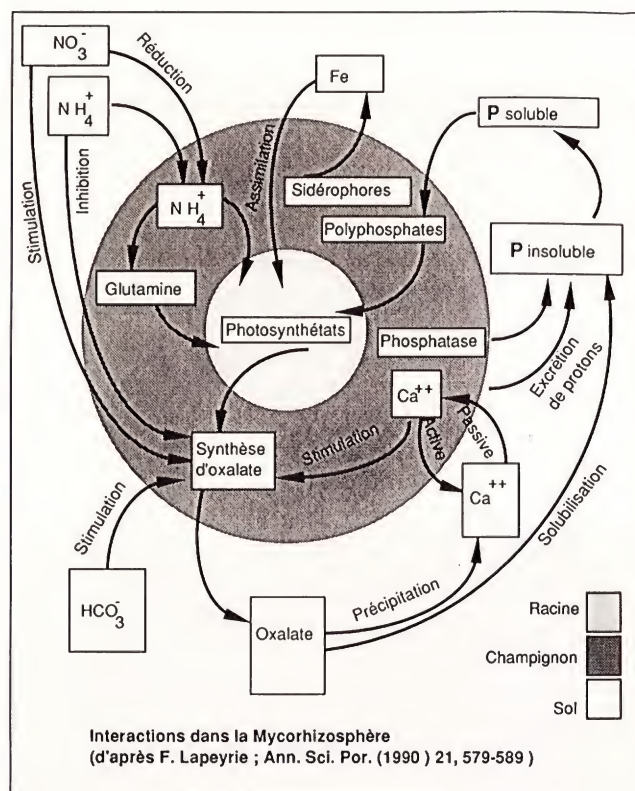 NO3-
Réduction
Fe
NH4+
P soluble
Inhibition
Assimilation
Stimulation
Sidérophores
NH4+
Polyphosphates
P insoluble
Glutamine
Photosynthétats
Phosphatase
Excrétion
de protons
Ca++
Active
Passive
Stimulation
Synthèse
d'oxalate
Ca++
Solubilisation
Stimulation
HCO3-
Précipitation
Oxalate
Racine
Champignon
Sol
Interactions dans la Mycorhizosphère
(d'après F. Lapeyrie ; Ann. Sci. Por. (1990 ) 21, 579-589 )